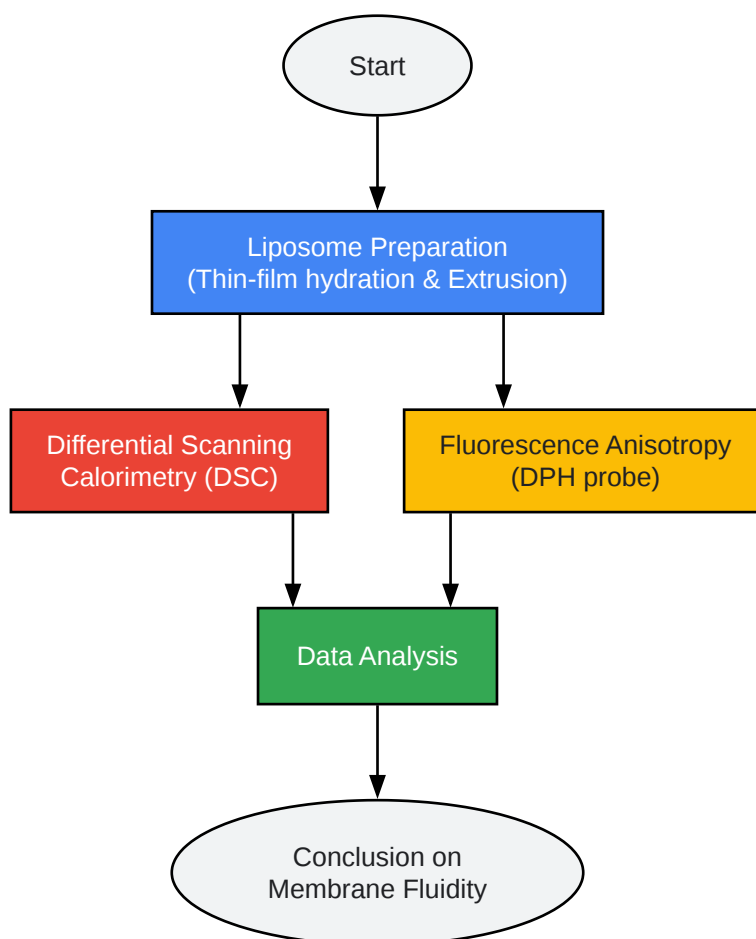 Start
Liposome Preparation
(Thin-film hydration & Extrusion)
Differential Scanning
Calorimetry (DSC)
Fluorescence Anisotropy
(DPH probe)
Data Analysis
Conclusion on
Membrane Fluidity